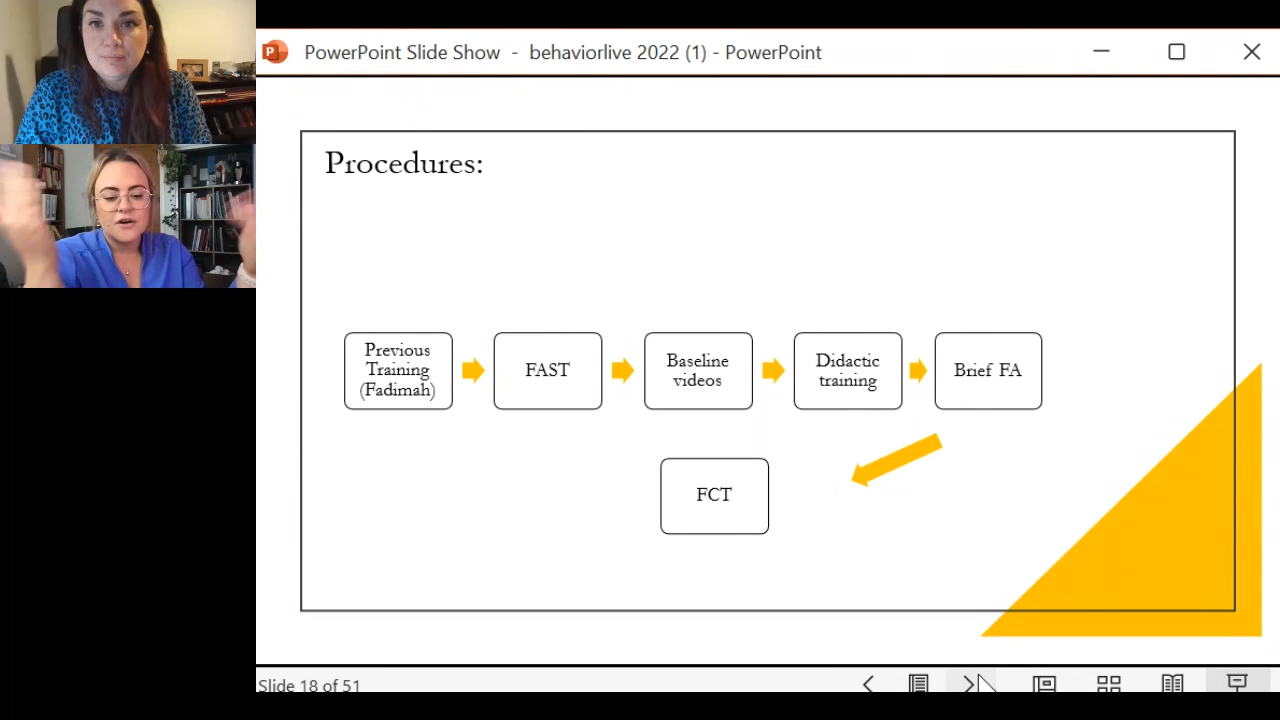 PowerPoint Slide Show - behaviorlive 2022 (1) - PowerPoint
Procedures:
Previous
Training
(Fadimah)
FAST
Baseline
videos
Didactic
training
Brief FA
FCT
Slide 18 of 51